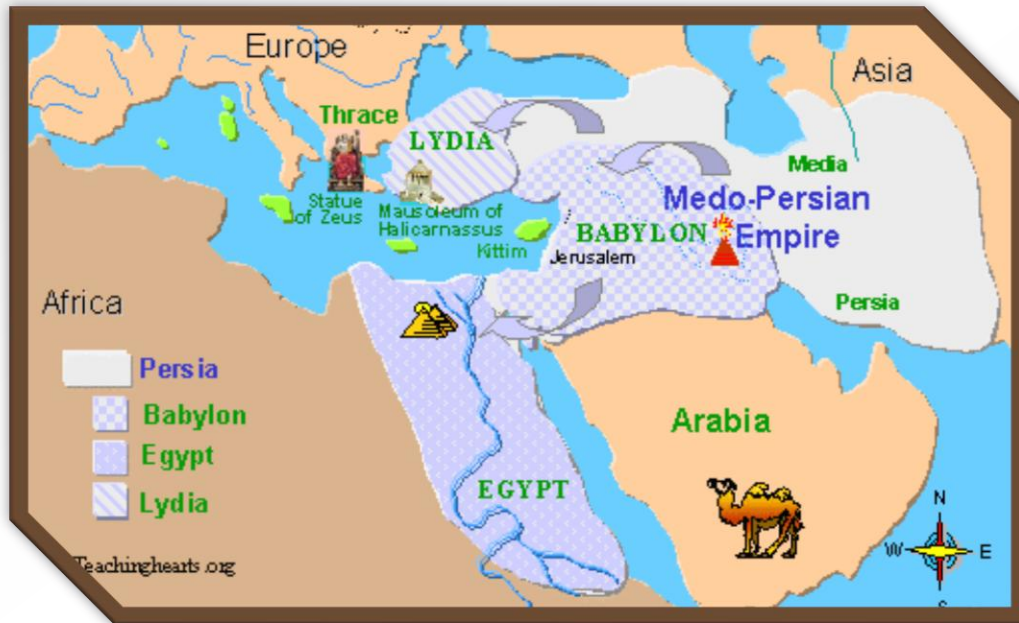 Europe
Asia
Thrace
LYDIA
Media
Medo-Persian
Empire
Statue
of Zeus
Mausoleum of
Halicarnassus
Kittim
BABYLON
Jerusalem
Africa
Persia
Persia
Babylon
Egypt
Lydia
Arabia
EGYPT
N
W
E
S
Teachinghearts.org